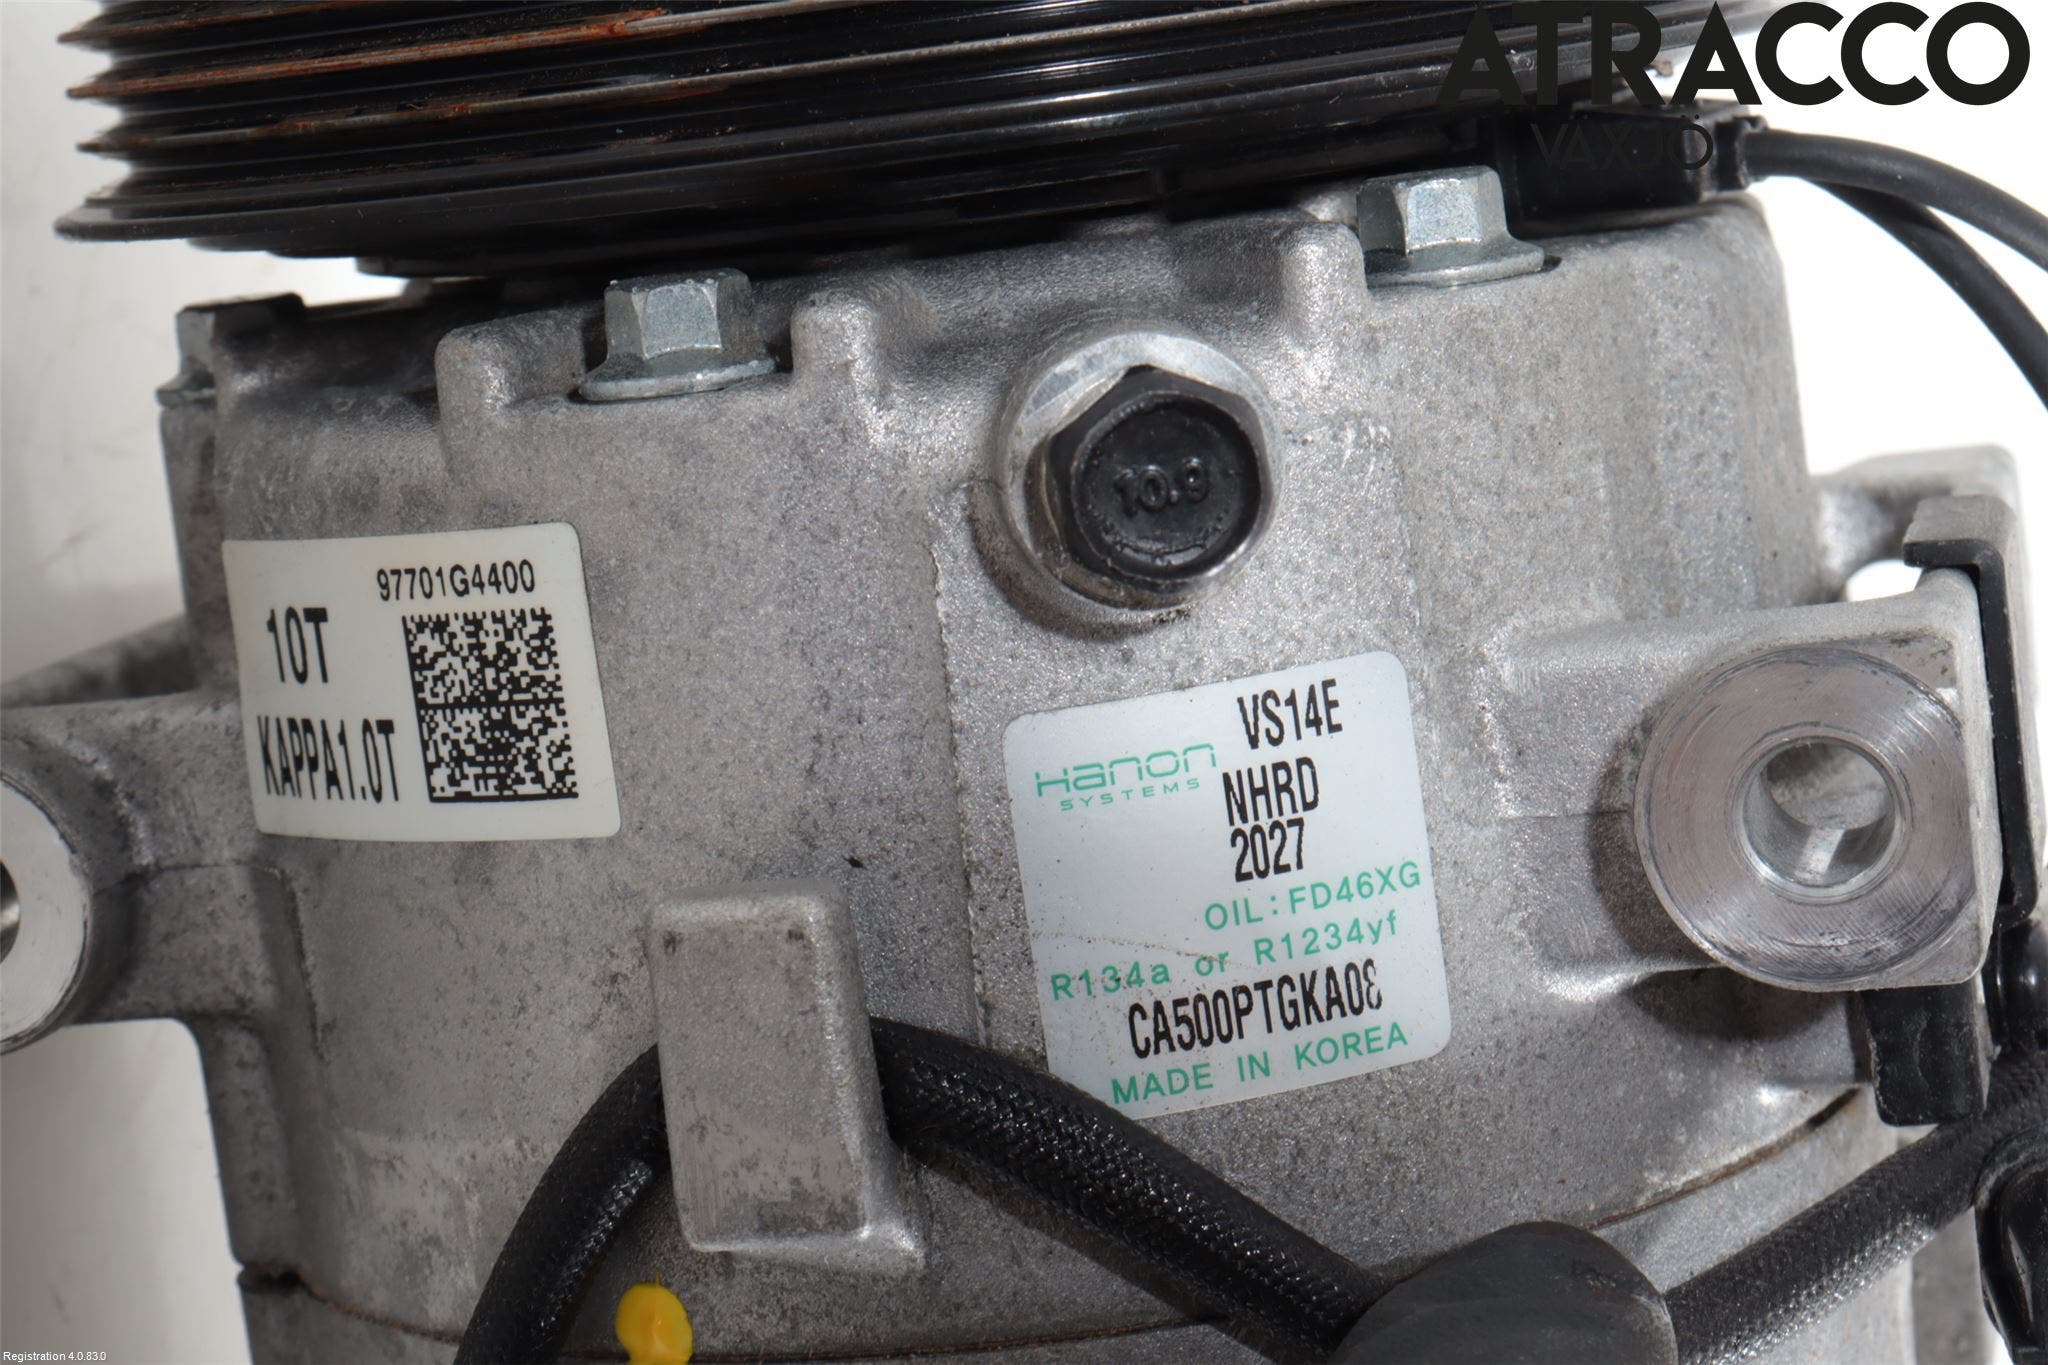 ATRACCO
VÄXJÖ
10.9
97701G4400
10T
KAPPA1.0T
VS14E
Hanon
SYSTEMS
NHRD
2027
OIL:FD46XG
R134a or R1234yf
CA500PTGKA08
MADE IN KOREA
Registration 4.0.83.0